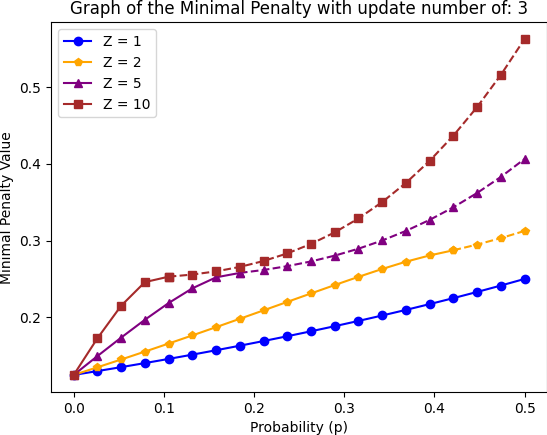 Graph of the Minimal Penalty with update number of: 3
Z = 1
Z = 2
Z = 5
Z = 10
Minmal Penalty Value
0.5
0.4
0.3
0.2
0.0 0.1 0.2 0.3 0.4 0.5
Probability (p)